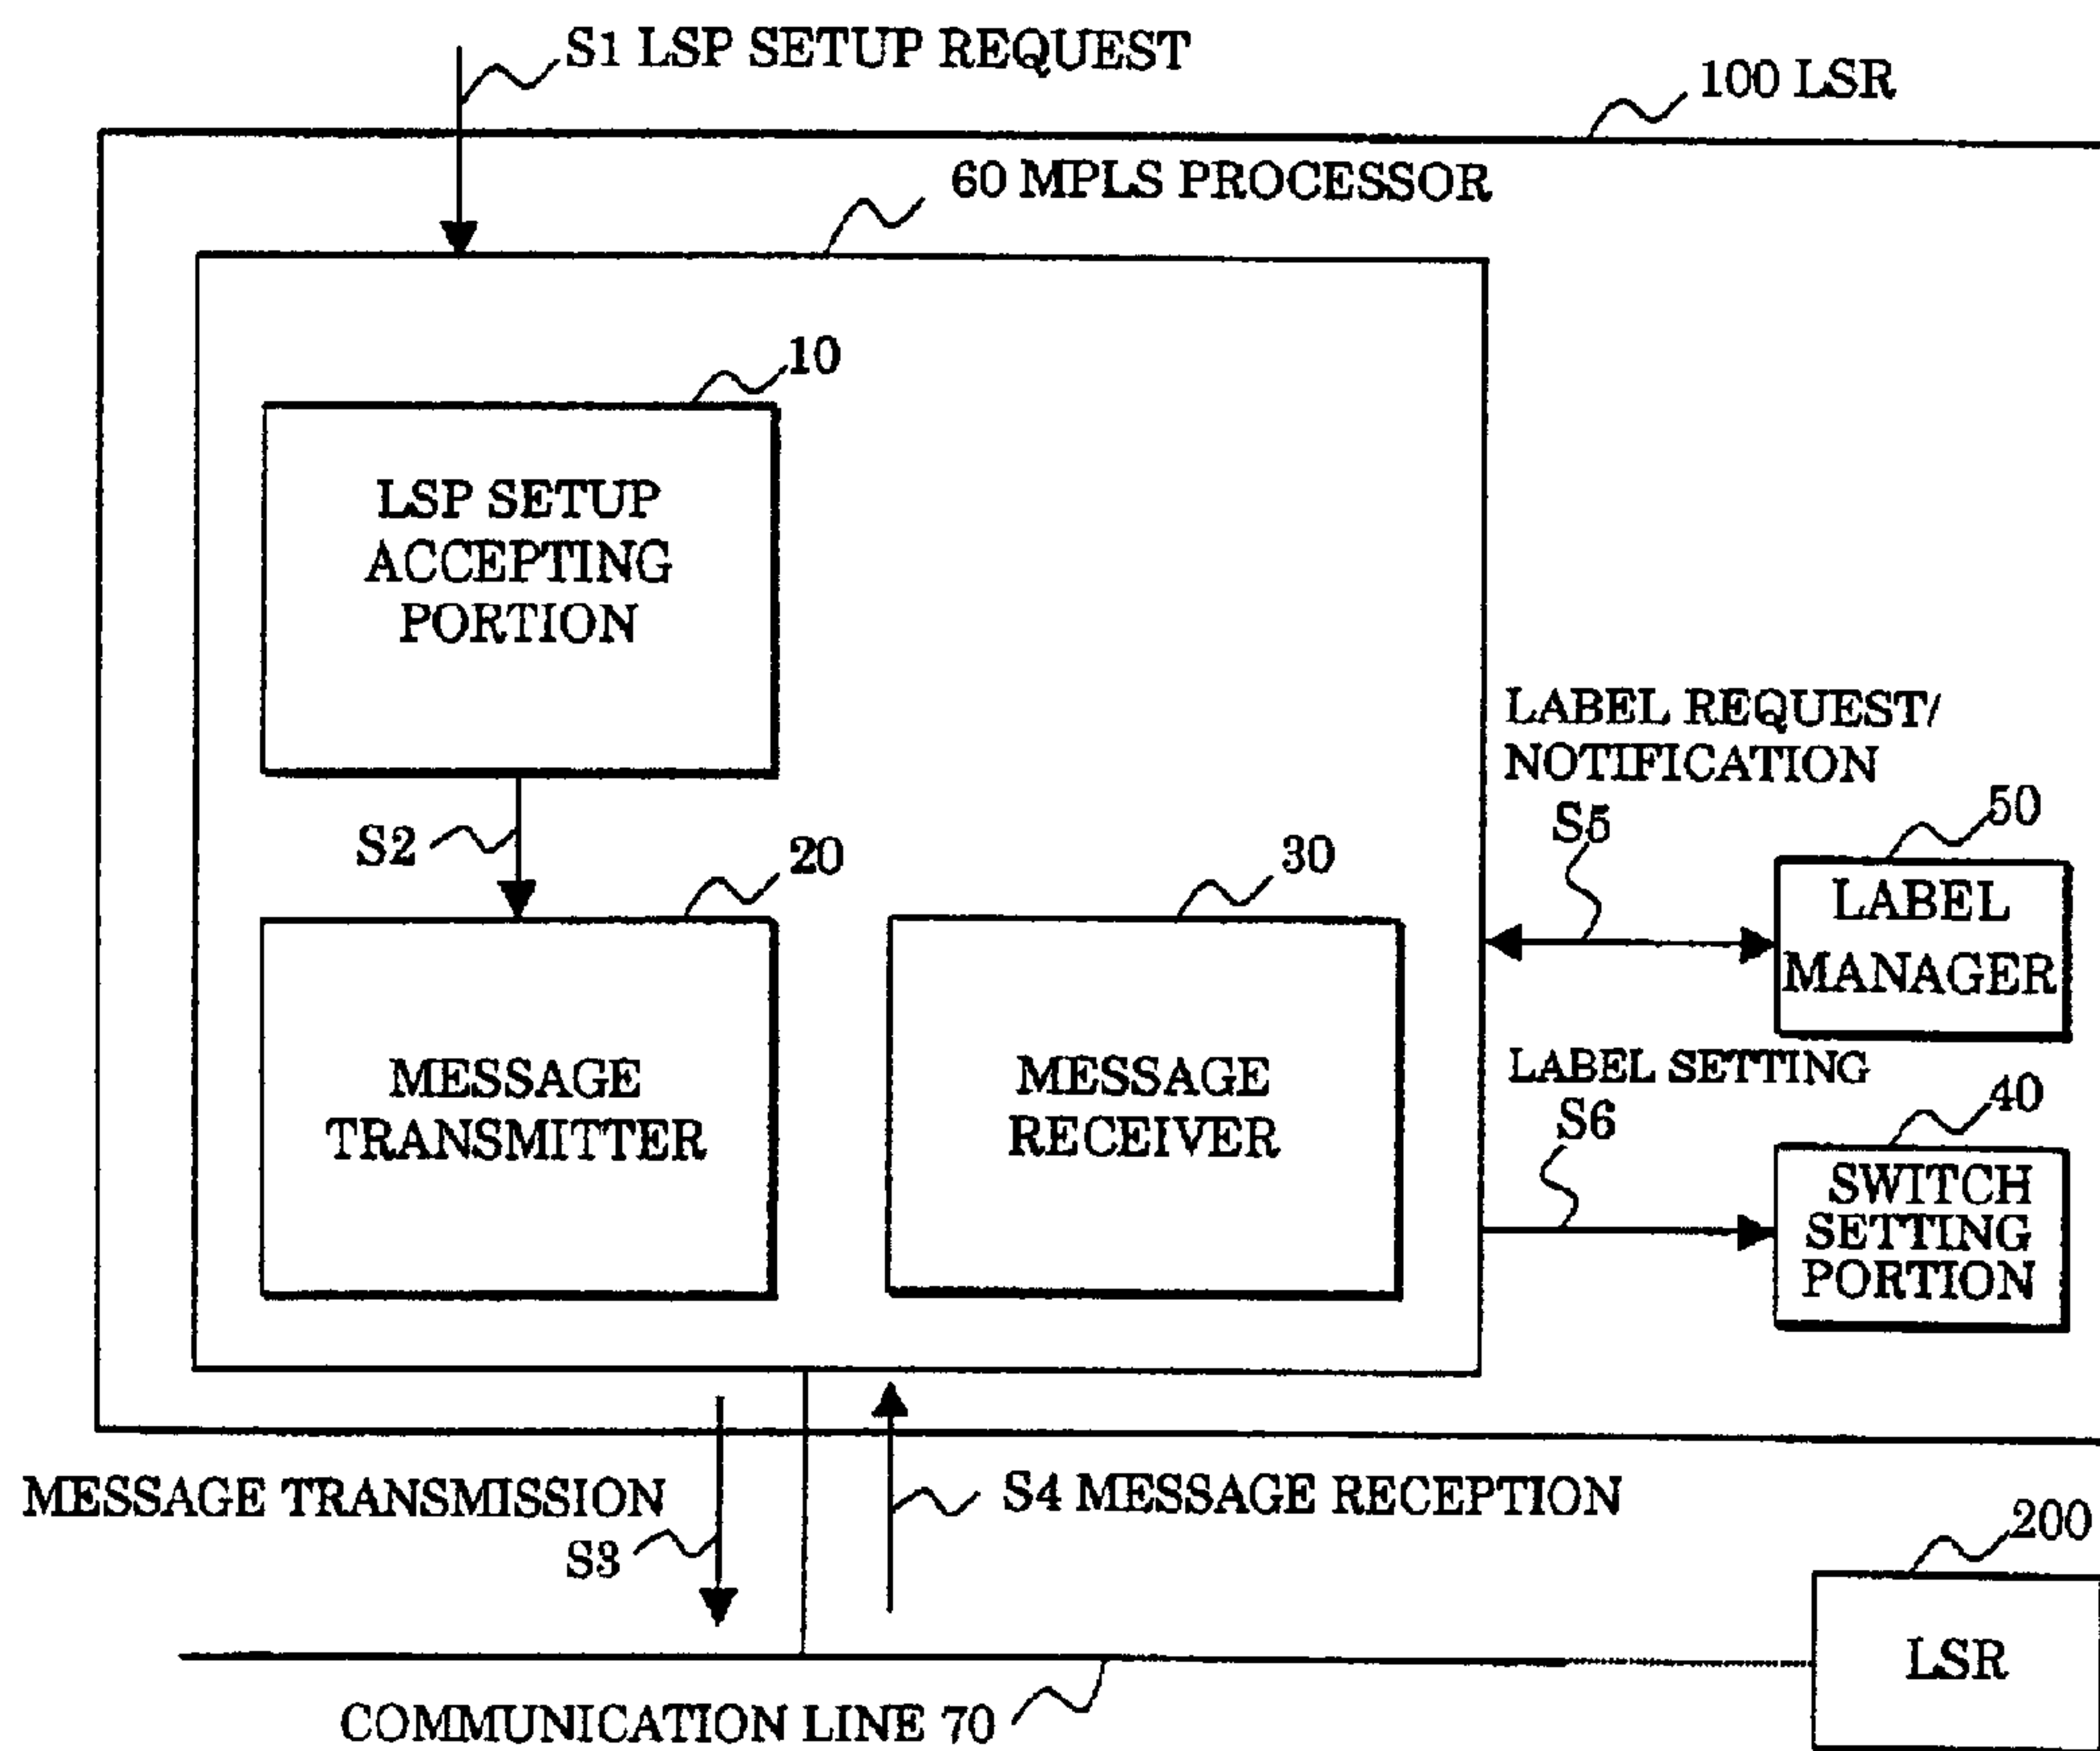 S1 LSP SETUP REQUEST
100 LSR
60 MPLS PROCESSOR
10
LSP SETUP
ACCEPTING
PORTION
LABEL REQUEST/
NOTIFICATION
S5
50
LABEL
MANAGER
S2
20
30
MESSAGE
TRANSMITTER
MESSAGE
RECEIVER
LABEL SETTING
S6
40
SWITCH
SETTING
PORTION
MESSAGE TRANSMISSION
S3
S4 MESSAGE RECEPTION
200
LSR
COMMUNICATION LINE 70